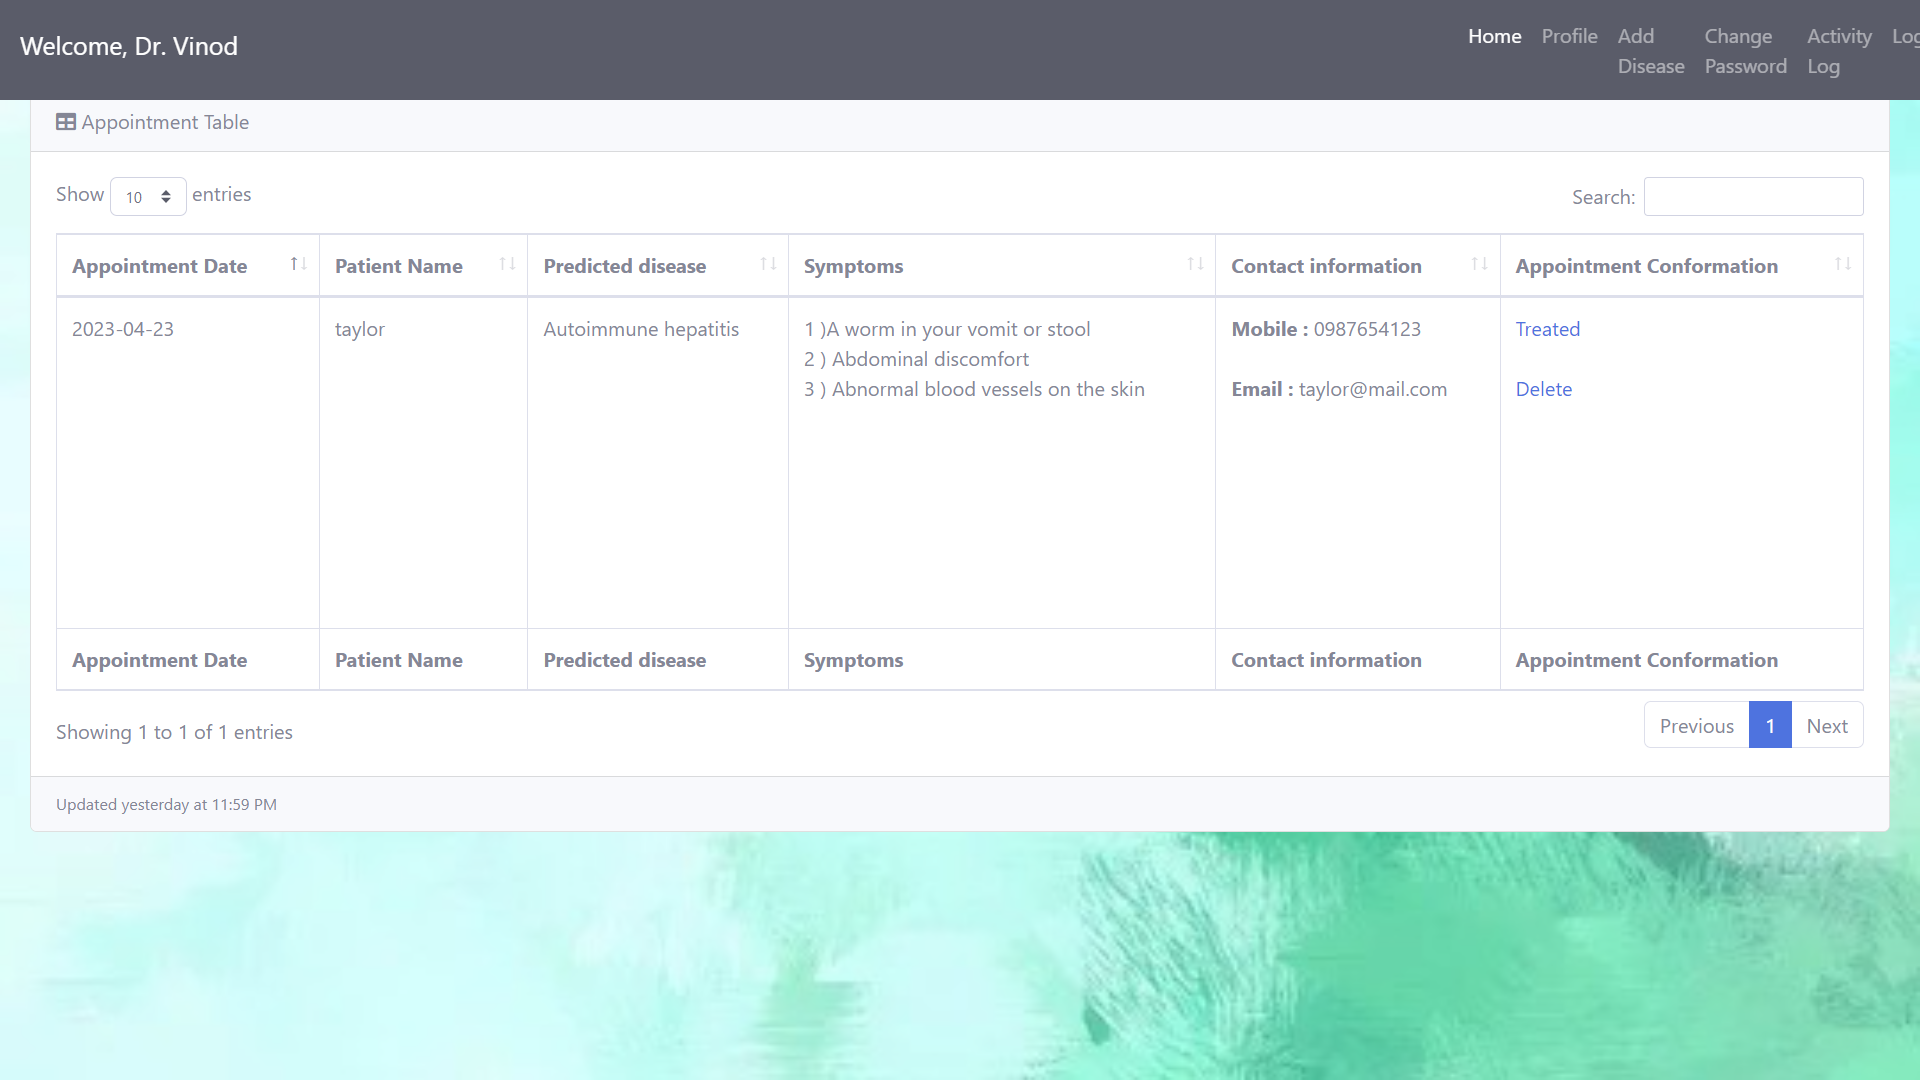 Welcome, Dr. Vinod
Home Profile Add Disease Change Password Activity Log
Appointment Table
Show 10 entries
Search:
Appointment Date Patient Name Predicted disease Symptoms Contact information Appointment Conformation
2023-04-23 taylor Autoimmune hepatitis 1 )A worm in your vomit or stool Mobile : 0987654123 Treated
2 ) Abdominal discomfort
3 ) Abnormal blood vessels on the skin Email : taylor@mail.com Delete
Appointment Date Patient Name Predicted disease Symptoms Contact information Appointment Conformation
Showing 1 to 1 of 1 entries
Previous 1 Next
Updated yesterday at 11:59 PM